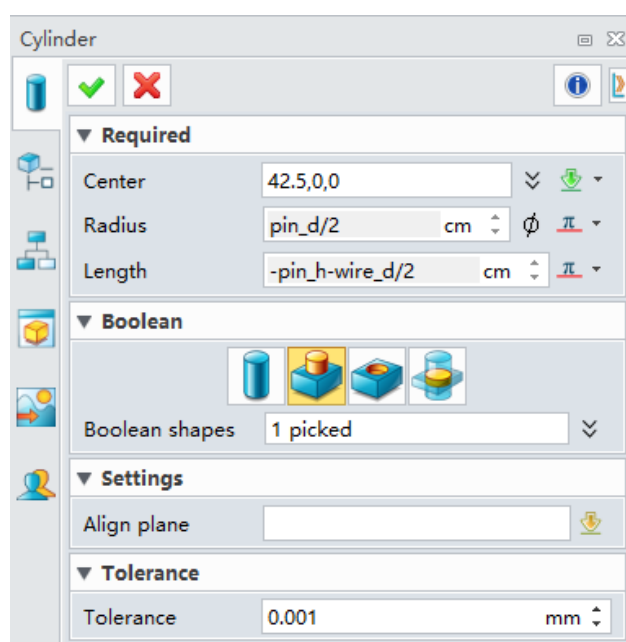 Cylinder
Required
Center 42.5,0,0
Radius pin_d/2 cm
Length -pin_h-wire_d/2 cm
Boolean
Boolean shapes 1 picked
Settings
Align plane
Tolerance
Tolerance 0.001 mm